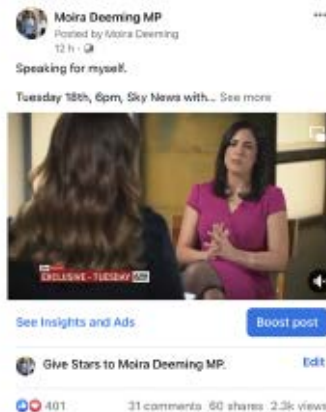 Moira Deeming MP
Posted by Moira Deeming
12 h ·
Speaking for myself.
Tuesday 18th, 6pm, Sky News with... See more
EXCLUSIVE - TUESDAY
See Insights and Ads
Boost post
Give Stars to Moira Deeming MP.
Edit
401
31 comments 60 shares 2.3k views